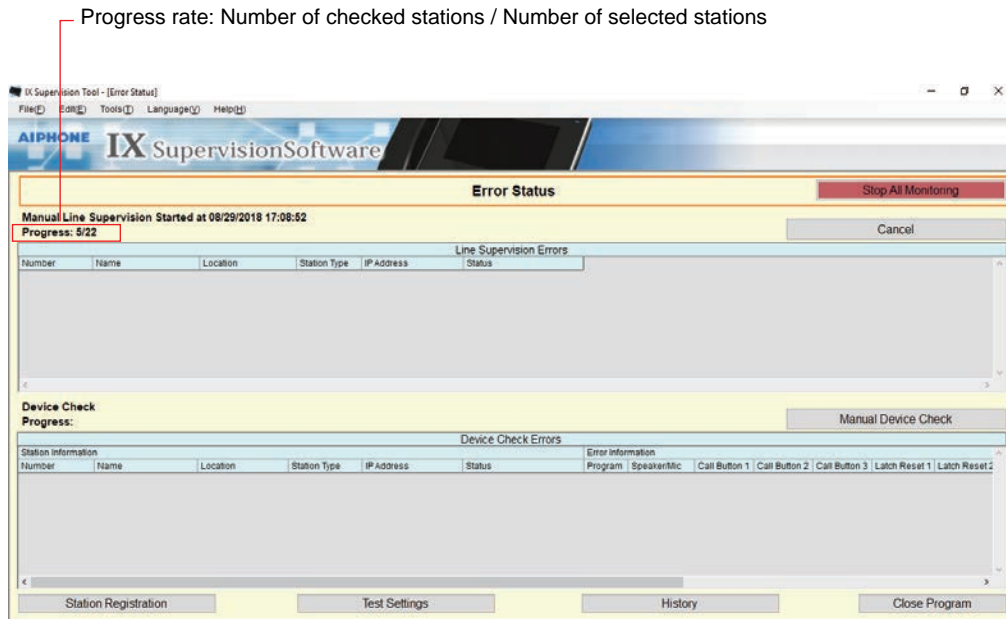 Progress rate: Number of checked stations / Number of selected stations
IX Supervision Tool - [Error Status]
File(F) Edit(E) Tools(T) Language(V) Help(H)
AIPHONE IX SupervisionSoftware
Error Status Stop All Monitoring
Manual Line Supervision Started at 08/29/2018 17:08:52
Progress: 5/22 Cancel
Line Supervision Errors
Number Name Location Station Type IP Address Status
Device Check
Progress: Manual Device Check
Device Check Errors
Station Information Error Information
Number Name Location Station Type IP Address Status Program Speaker/Mic Call Button 1 Call Button 2 Call Button 3 Latch Reset 1 Latch Reset 2
Station Registration Test Settings History Close Program